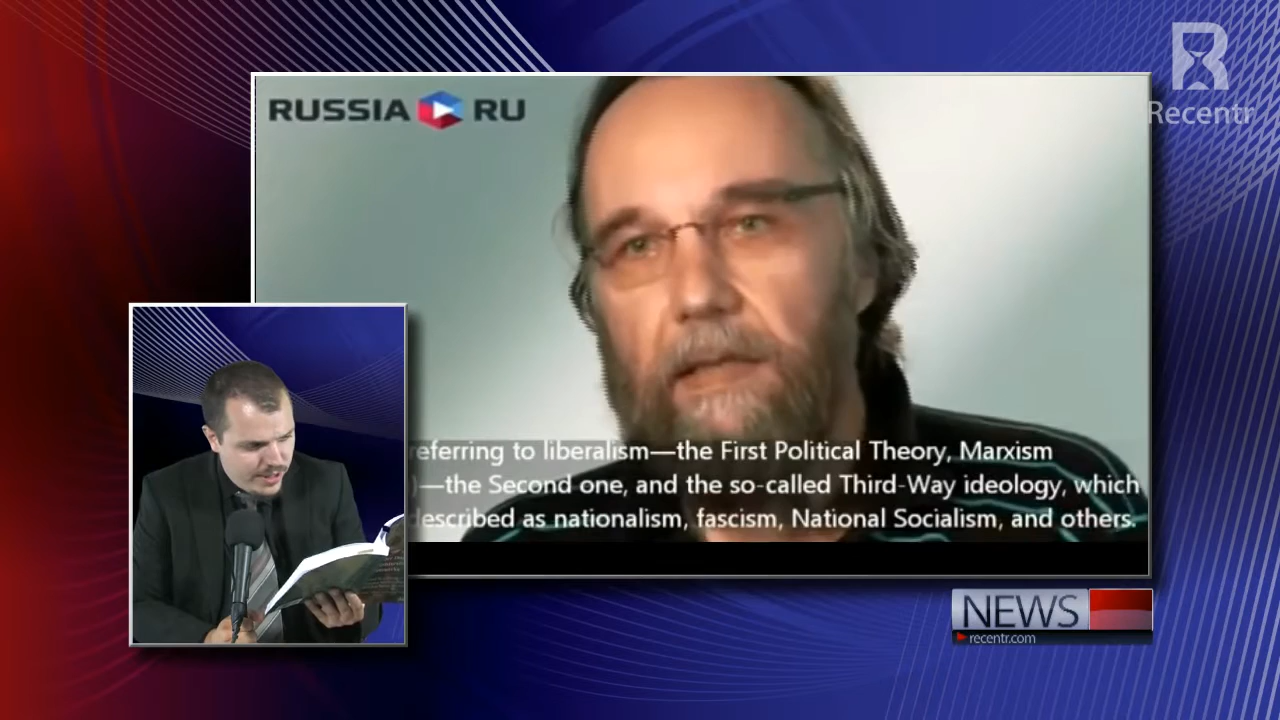 RUSSIA RU
Recentr
referring to liberalism—the First Political Theory, Marxism
)—the Second one, and the so-called Third-Way ideology, which
described as nationalism, fascism, National Socialism, and others.
NEWS
recentr.com